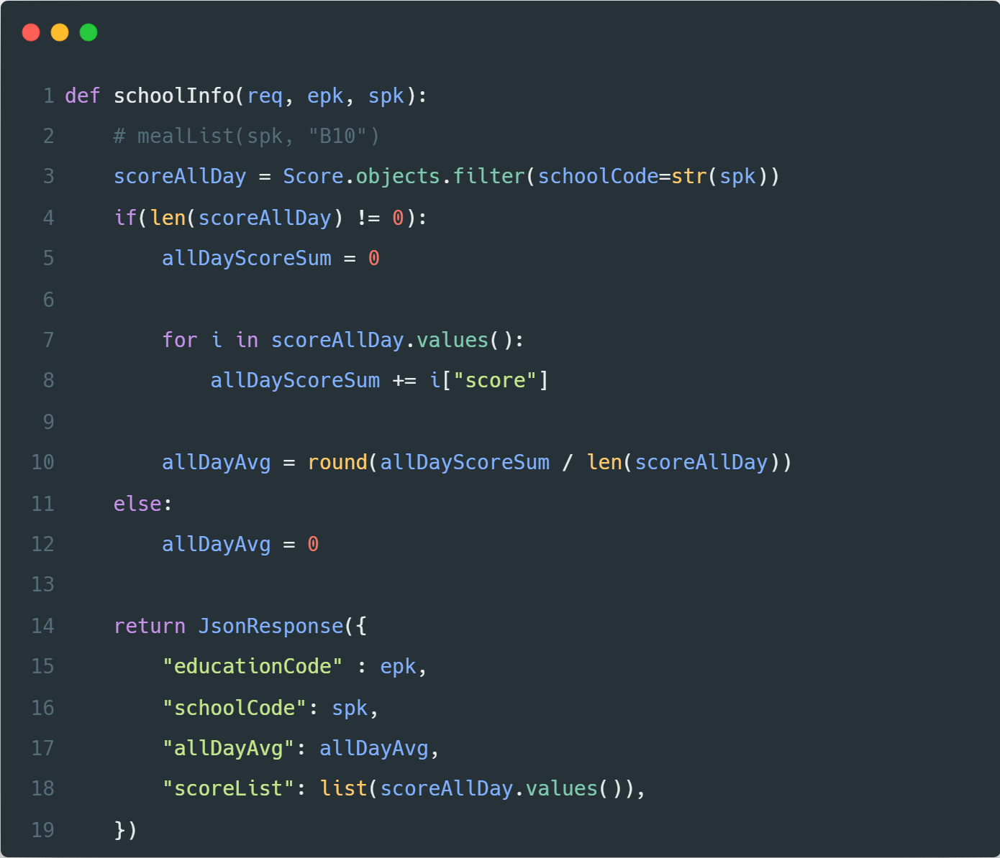 1 def schoolInfo(req, epk, spk):
2     # mealList(spk, "B10")
3     scoreAllDay = Score.objects.filter(schoolCode=str(spk))
4     if(len(scoreAllDay) != 0):
5         allDayScoreSum = 0
6
7         for i in scoreAllDay.values():
8             allDayScoreSum += i["score"]
9
10         allDayAvg = round(allDayScoreSum / len(scoreAllDay))
11     else:
12         allDayAvg = 0
13
14     return JsonResponse({
15         "educationCode" : epk,
16         "schoolCode": spk,
17         "allDayAvg": allDayAvg,
18         "scoreList": list(scoreAllDay.values()),
19     })